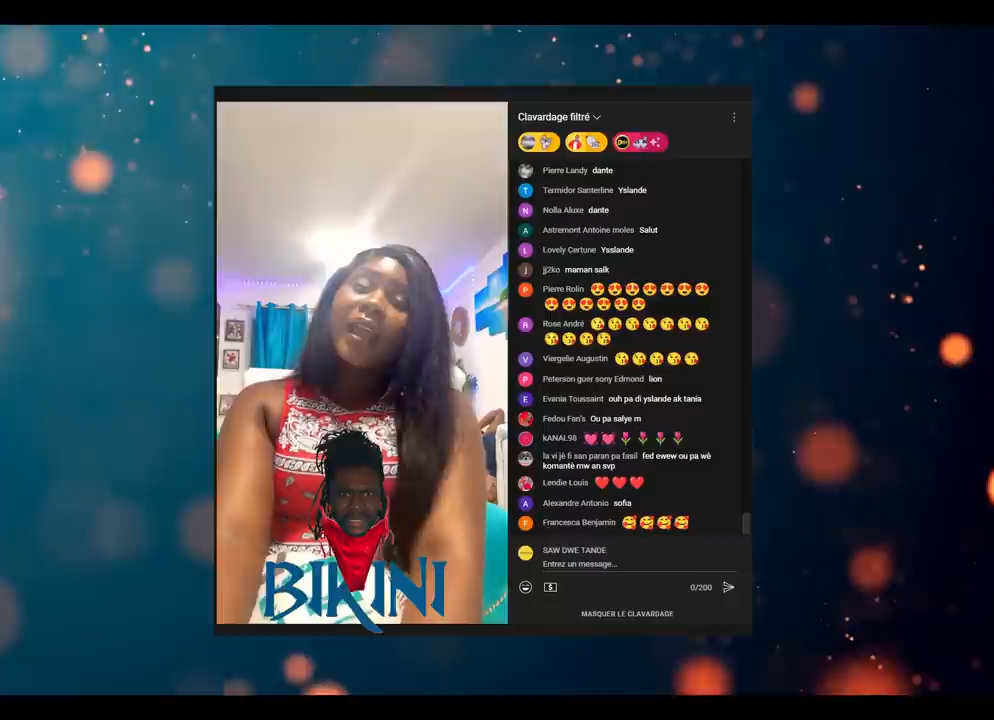 Clavardage filtré
Pierre Landy dante
Termidor Santerline Yslande
Nolla Aluxe dante
Astremont Antoine moles Salut
Lovely Certune Ysslande
jj2ko maman salk
Pierre Rolin 😍😍😍😍😍😍😍
😍😍😍😍😍😍
Rose André 😘😘😘😘😘😘😘
😘😘😘😘
Viergelie Augustin 😘😘😘😘😘
Peterson guer sony Edmond lion
Evania Toussaint ouh pa di yslande ak tania
Fedou Fan's Ou pa salye m
kANAL98 💓💓🌷🌷🌷🌷
la vi jé fi san paran pa fasil fed ewew ou pa wè
komantè mw an svp
Lendie Louis ❤️❤️❤️
Alexandre Antonio sofia
Francesca Benjamin 🥰🥰🥰🥰
SAW DWE TANDE
Entrez un message...
0/200
MASQUER LE CLAVARDAGE
BIKINI